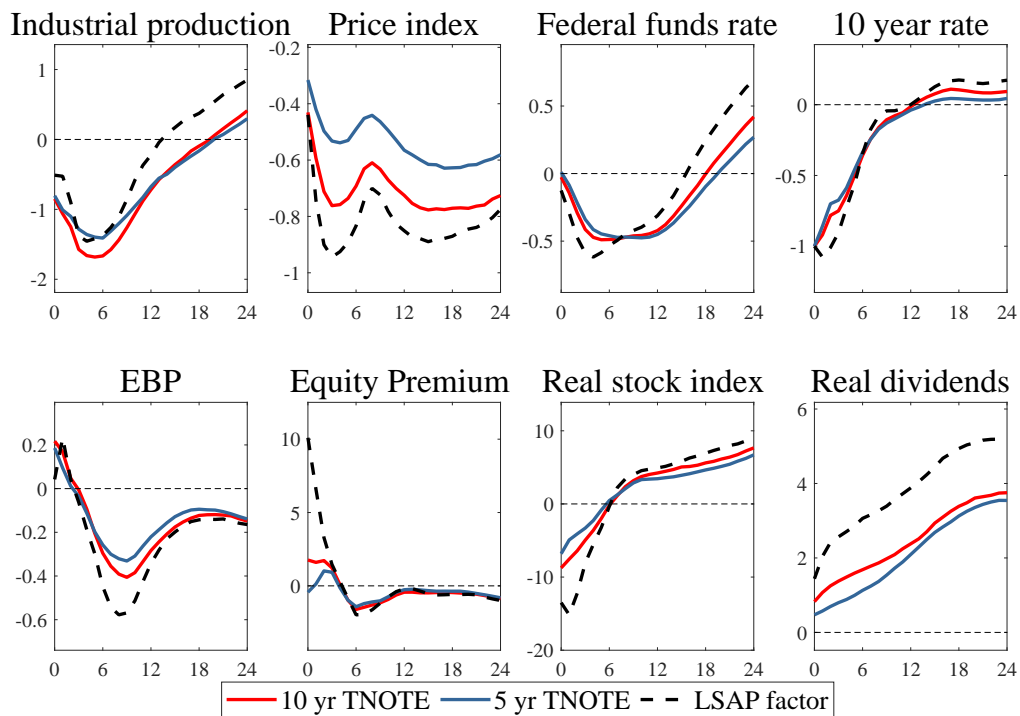 Industrial production Price index Federal funds rate 10 year rate
1
0
-1
-2
0 6 12 18 24
-0.2
-0.4
-0.6
-0.8
-1
0 6 12 18 24
0.5
0
-0.5
0 6 12 18 24
0
-0.5
-1
0 6 12 18 24
EBP Equity Premium Real stock index Real dividends
0.2
0
-0.2
-0.4
-0.6
0 6 12 18 24
10
5
0
0 6 12 18 24
10
0
-10
-20
0 6 12 18 24
6
4
2
0
0 6 12 18 24
10 yr TNOTE 5 yr TNOTE LSAP factor